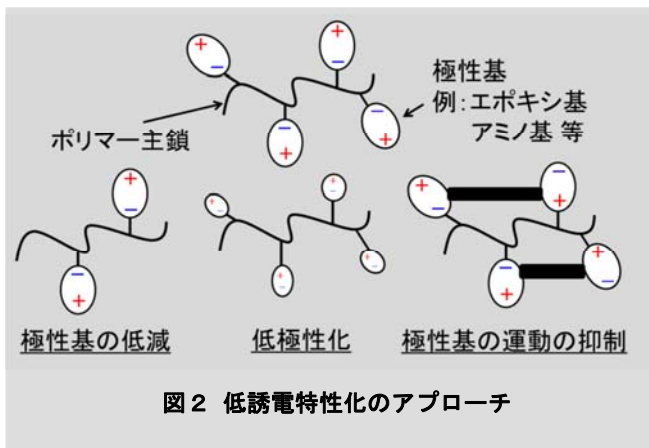 極性基
例：エポキシ基
アミノ基 等
ポリマー主鎖
極性基の低減
低極性化
極性基の運動の抑制
図２ 低誘電特性化のアプローチ